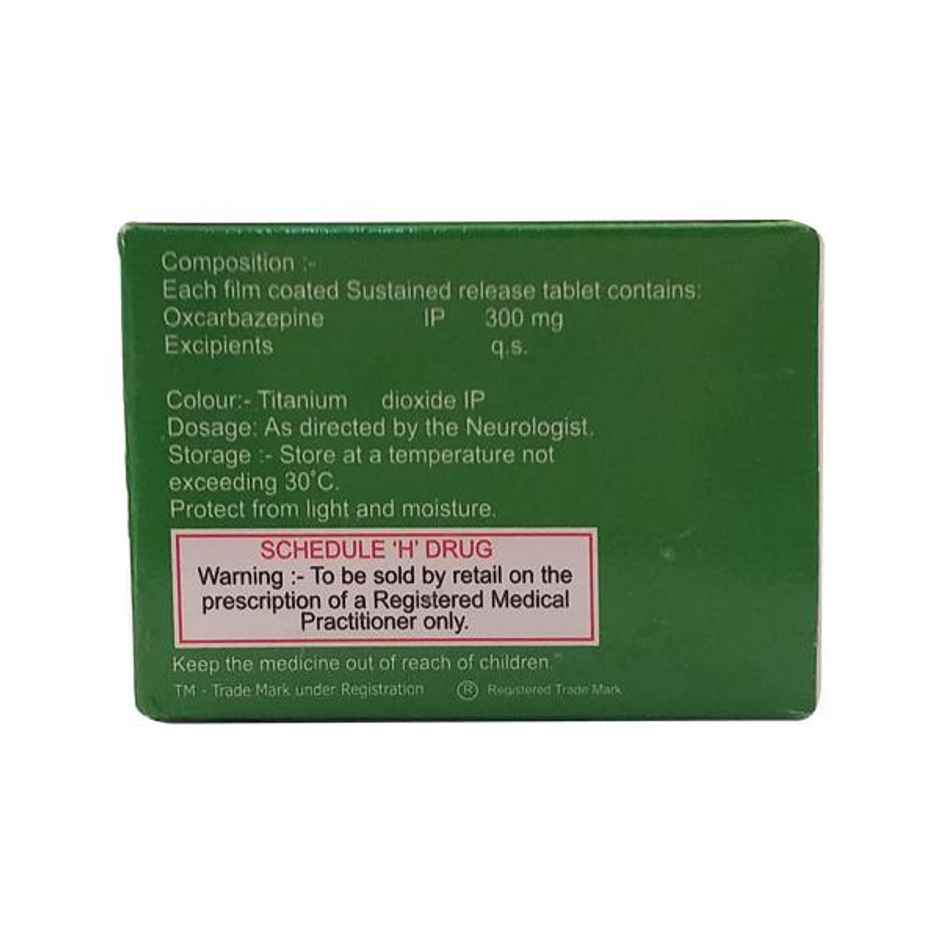 Composition :-
Each film coated Sustained release tablet contains:
Oxcarbazepine IP 300 mg
Excipients q.s.
Colour:- Titanium dioxide IP
Dosage: As directed by the Neurologist.
Storage :- Store at a temperature not
exceeding 30°C.
Protect from light and moisture.
SCHEDULE 'H' DRUG
Warning :- To be sold by retail on the
prescription of a Registered Medical
Practitioner only.
Keep the medicine out of reach of children.
TM - Trade Mark under Registration ® Registered Trade Mark